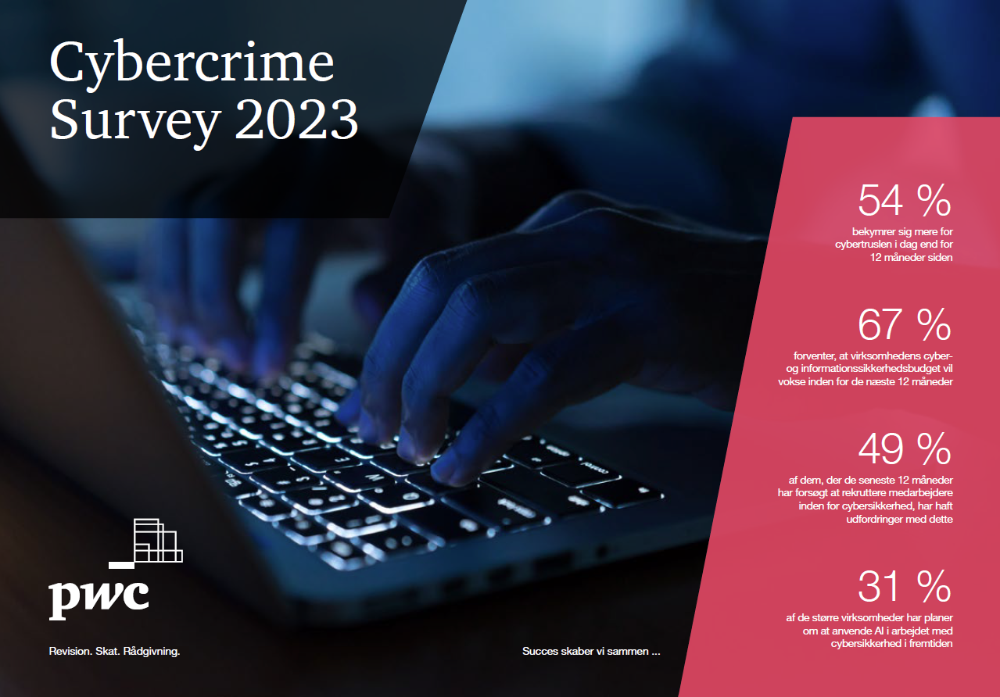 Cybercrime
Survey 2023
54 %
bekymrer sig mere for
cybertruslen i dag end for
12 måneder siden
67 %
forventer, at virksomhedens cyber-
og informationssikkerhedsbudget vil
vokse inden for de næste 12 måneder
49 %
af dem, der de seneste 12 måneder
har forsøgt at rekruttere medarbejdere
inden for cybersikkerhed, har haft
udfordringer med dette
31 %
af de større virksomheder har planer
om at anvende AI i arbejdet med
cybersikkerhed i fremtiden
control
pwc
Revision. Skat. Rådgivning.
Succes skaber vi sammen ...